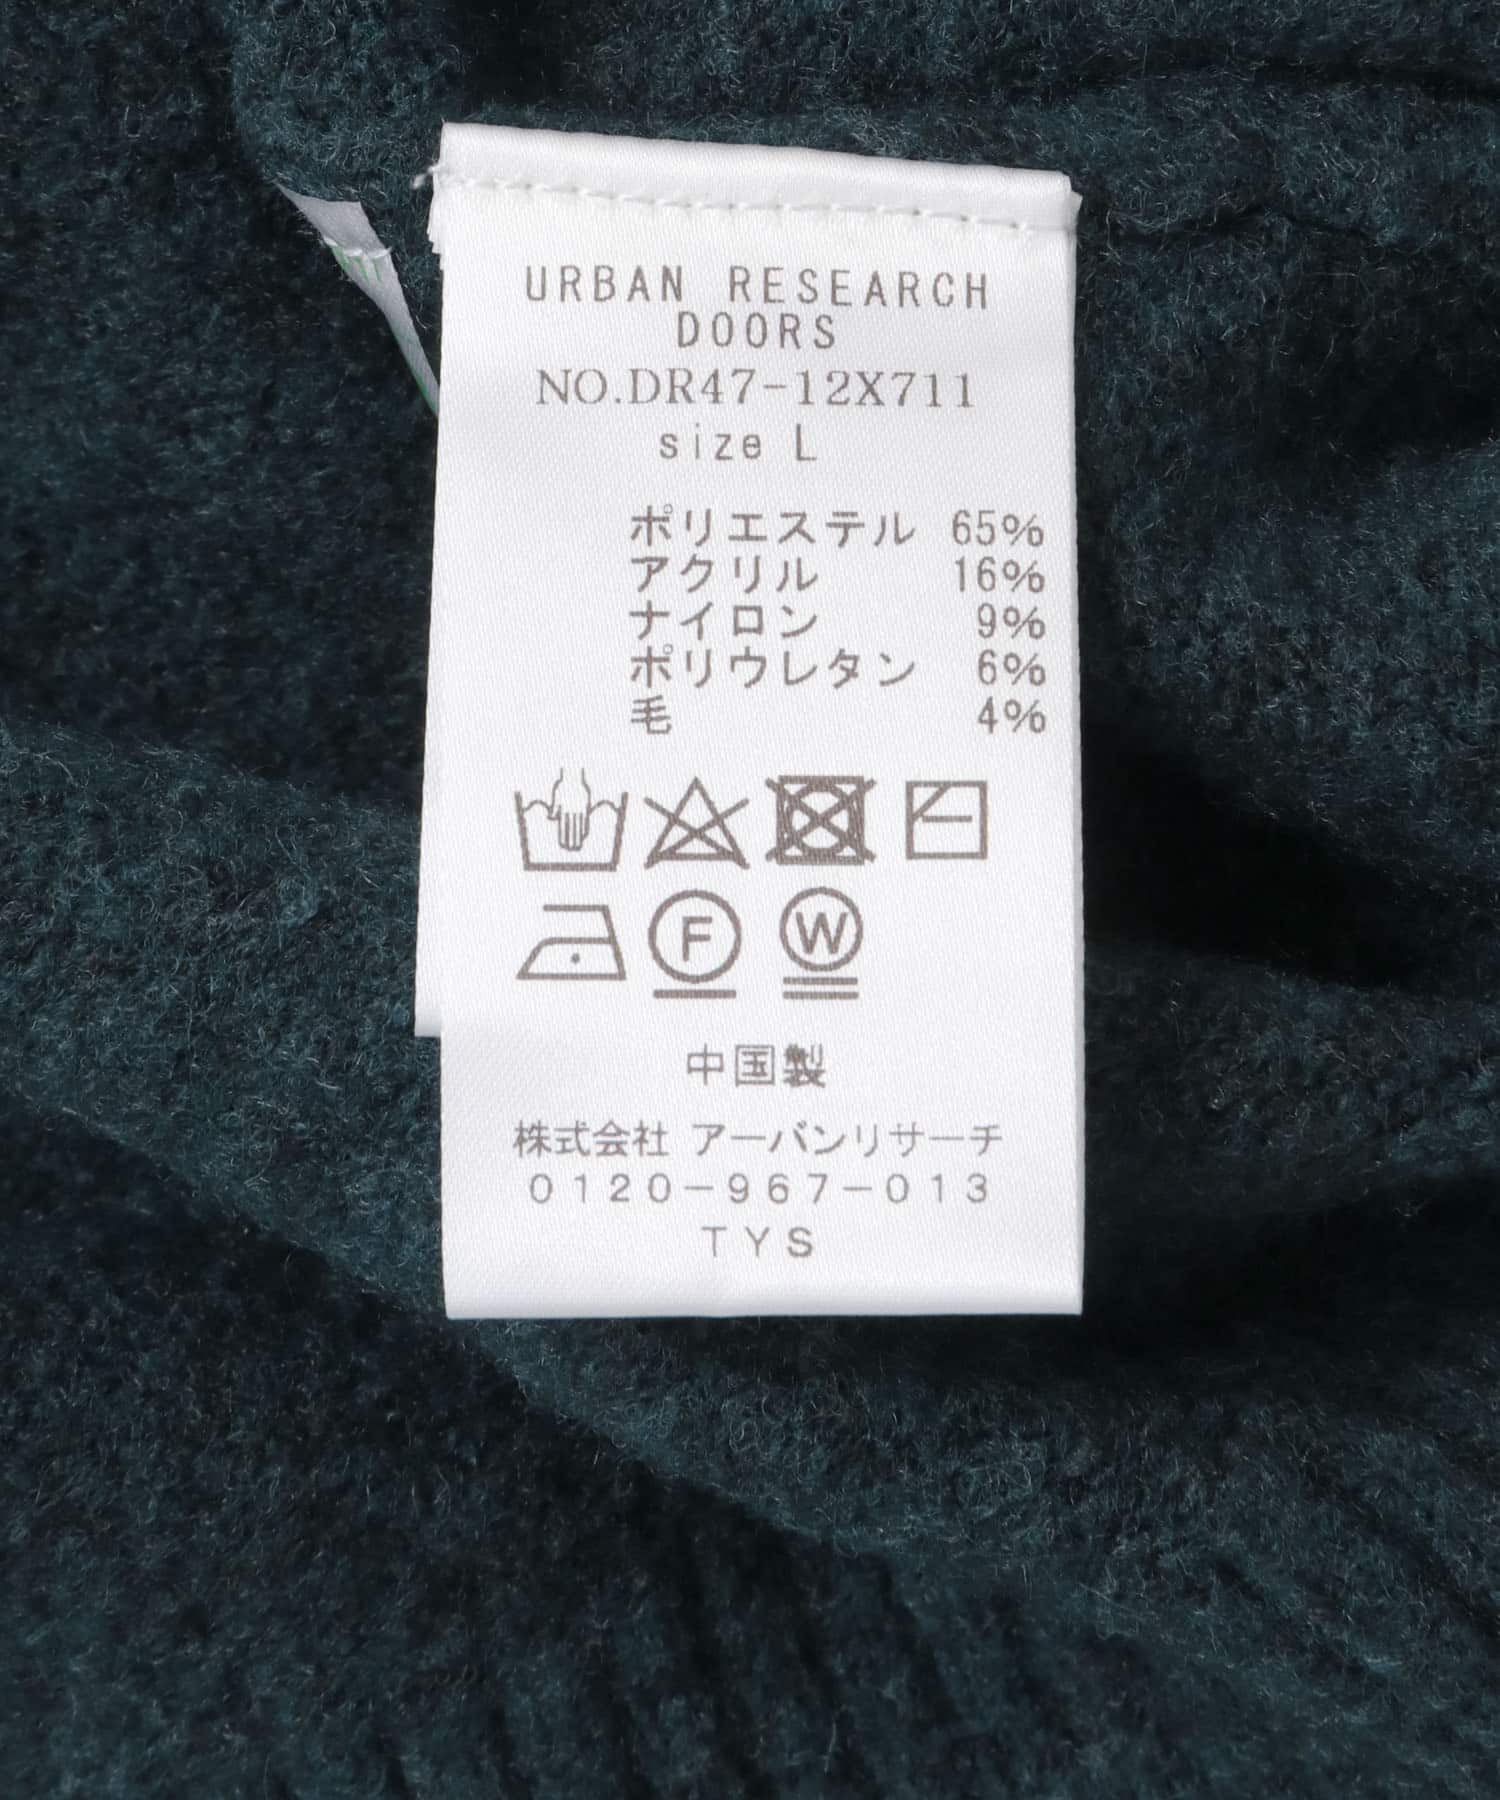 URBAN RESEARCH
DOORS
NO.DR47-12X711
size L
ポリエステル 65%
アクリル 16%
ナイロン 9%
ポリウレタン 6%
毛 4%
F W
中国製
株式会社 アーバンリサーチ
0120-967-013
TYS